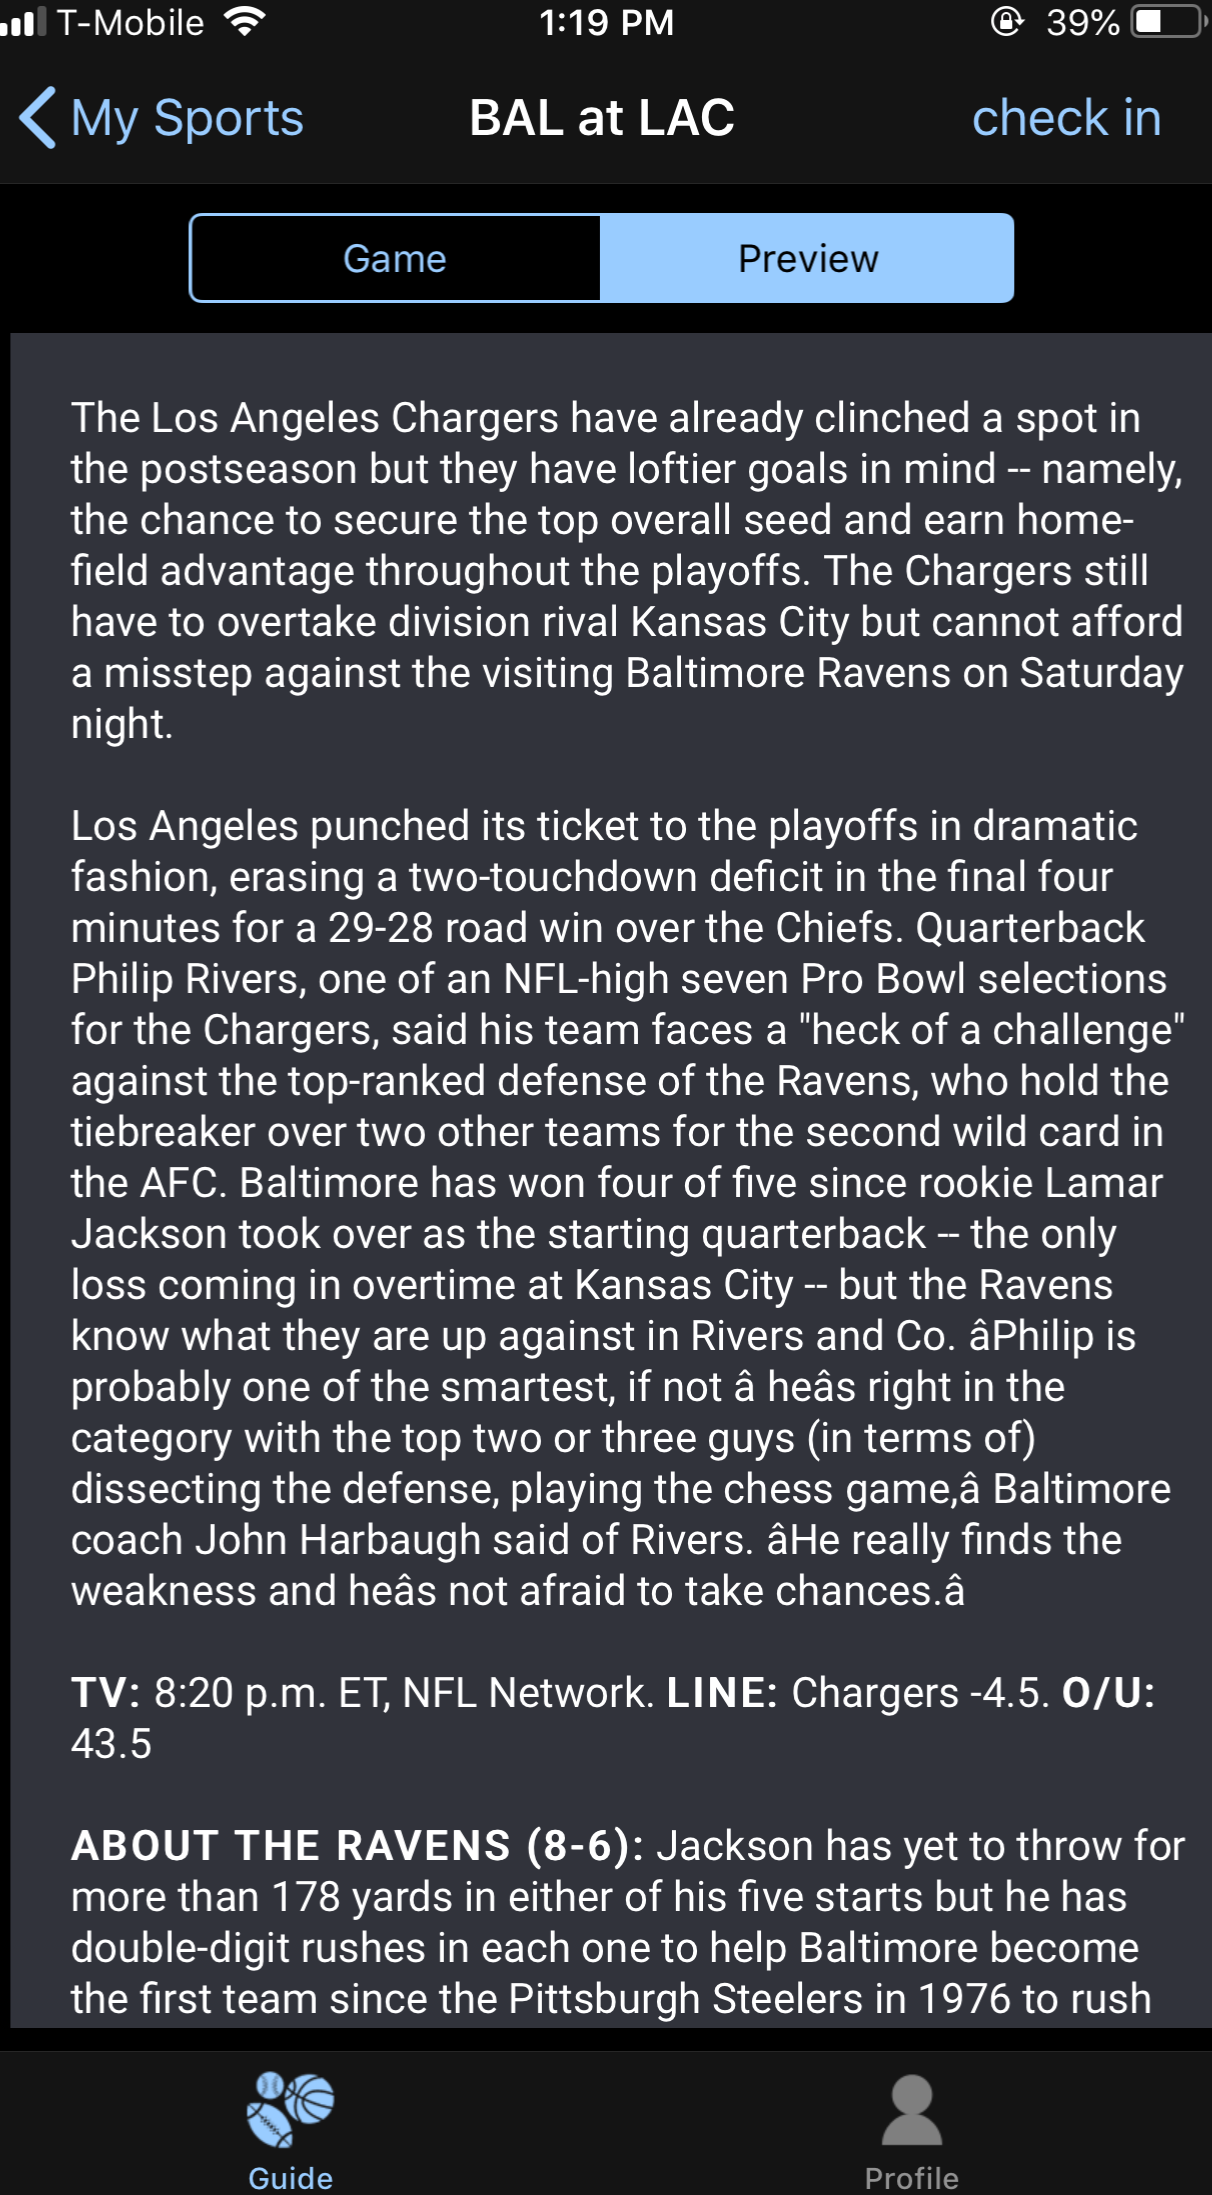 T-Mobile 1:19 PM 39%
My Sports BAL at LAC check in
Game Preview
The Los Angeles Chargers have already clinched a spot in
the postseason but they have loftier goals in mind -- namely,
the chance to secure the top overall seed and earn home-
field advantage throughout the playoffs. The Chargers still
have to overtake division rival Kansas City but cannot afford
a misstep against the visiting Baltimore Ravens on Saturday
night.
Los Angeles punched its ticket to the playoffs in dramatic
fashion, erasing a two-touchdown deficit in the final four
minutes for a 29-28 road win over the Chiefs. Quarterback
Philip Rivers, one of an NFL-high seven Pro Bowl selections
for the Chargers, said his team faces a "heck of a challenge"
against the top-ranked defense of the Ravens, who hold the
tiebreaker over two other teams for the second wild card in
the AFC. Baltimore has won four of five since rookie Lamar
Jackson took over as the starting quarterback -- the only
loss coming in overtime at Kansas City -- but the Ravens
know what they are up against in Rivers and Co. âPhilip is
probably one of the smartest, if not â heâs right in the
category with the top two or three guys (in terms of)
dissecting the defense, playing the chess game,â Baltimore
coach John Harbaugh said of Rivers. âHe really finds the
weakness and heâs not afraid to take chances.â
TV: 8:20 p.m. ET, NFL Network. LINE: Chargers -4.5. O/U:
43.5
ABOUT THE RAVENS (8-6): Jackson has yet to throw for
more than 178 yards in either of his five starts but he has
double-digit rushes in each one to help Baltimore become
the first team since the Pittsburgh Steelers in 1976 to rush
Guide Profile